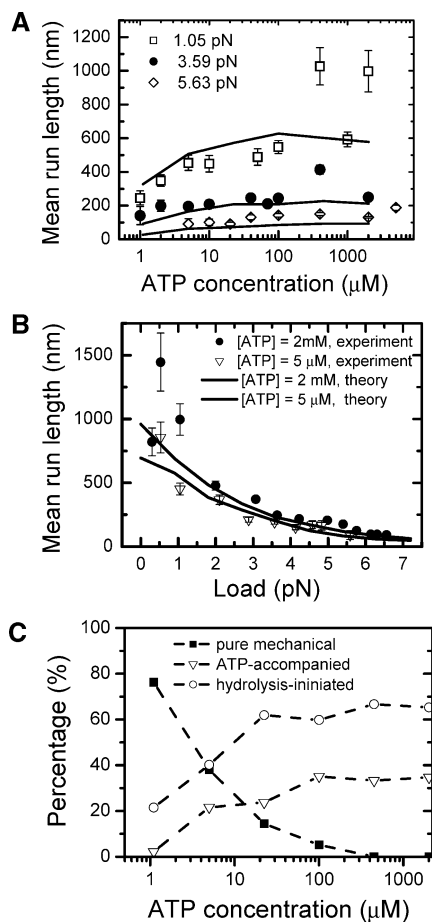 A
1.05 pN
3.59 pN
5.63 pN
1200
1000
800
600
400
200
0
Mean run length (nm)
1 10 100 1000
ATP concentration (μM)
B
[ATP] = 2mM, experiment
[ATP] = 5 μM, experiment
[ATP] = 2 mM, theory
[ATP] = 5 μM, theory
1500
1000
500
0
Mean run length (nm)
0 1 2 3 4 5 6 7
Load (pN)
C
pure mechanical
ATP-accompanied
hydrolysis-ininiated
100
80
60
40
20
0
Percentage (%)
1 10 100 1000
ATP concentration (μM)